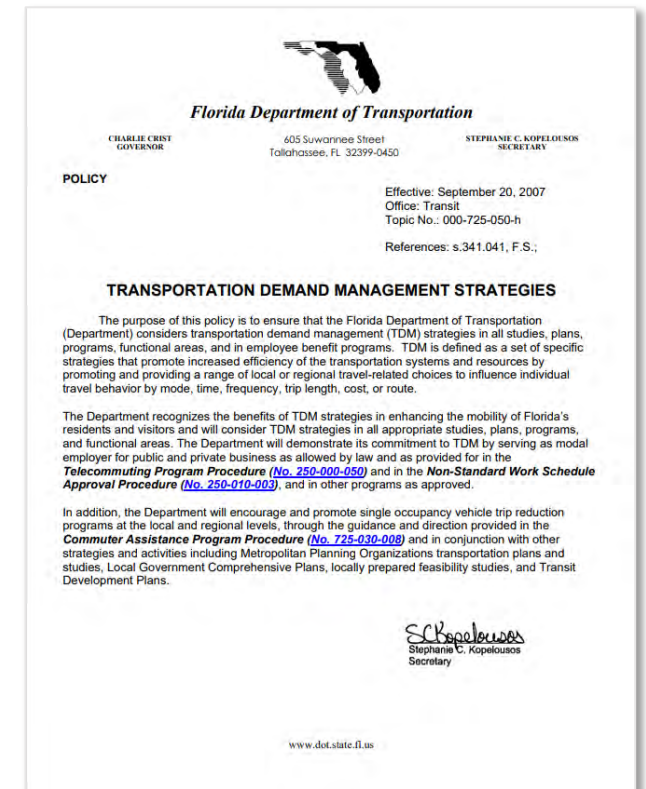 Florida Department of Transportation
CHARLIE CRIST
GOVERNOR
605 Suwannee Street
Tallahassee, FL 32399-0450
STEPHANIE C. KOPELOUSOS
SECRETARY
POLICY
Effective: September 20, 2007
Office: Transit
Topic No.: 000-725-050-h
References: s.341.041, F.S.;
TRANSPORTATION DEMAND MANAGEMENT STRATEGIES
The purpose of this policy is to ensure that the Florida Department of Transportation
(Department) considers transportation demand management (TDM) strategies in all studies, plans,
programs, functional areas, and in employee benefit programs. TDM is defined as a set of specific
strategies that promote increased efficiency of the transportation systems and resources by
promoting and providing a range of local or regional travel-related choices to influence individual
travel behavior by mode, time, frequency, trip length, cost, or route.
The Department recognizes the benefits of TDM strategies in enhancing the mobility of Florida's
residents and visitors and will consider TDM strategies in all appropriate studies, plans, programs,
and functional areas. The Department will demonstrate its commitment to TDM by serving as modal
employer for public and private business as allowed by law and as provided for in the
Telecommuting Program Procedure (No. 250-000-050) and in the Non-Standard Work Schedule
Approval Procedure (No. 250-010-003), and in other programs as approved.
In addition, the Department will encourage and promote single occupancy vehicle trip reduction
programs at the local and regional levels, through the guidance and direction provided in the
Commuter Assistance Program Procedure (No. 725-030-008) and in conjunction with other
strategies and activities including Metropolitan Planning Organizations transportation plans and
studies, Local Government Comprehensive Plans, locally prepared feasibility studies, and Transit
Development Plans.
SCKopelousos
Stephanie C. Kopelousos
Secretary
www.dot.state.fl.us